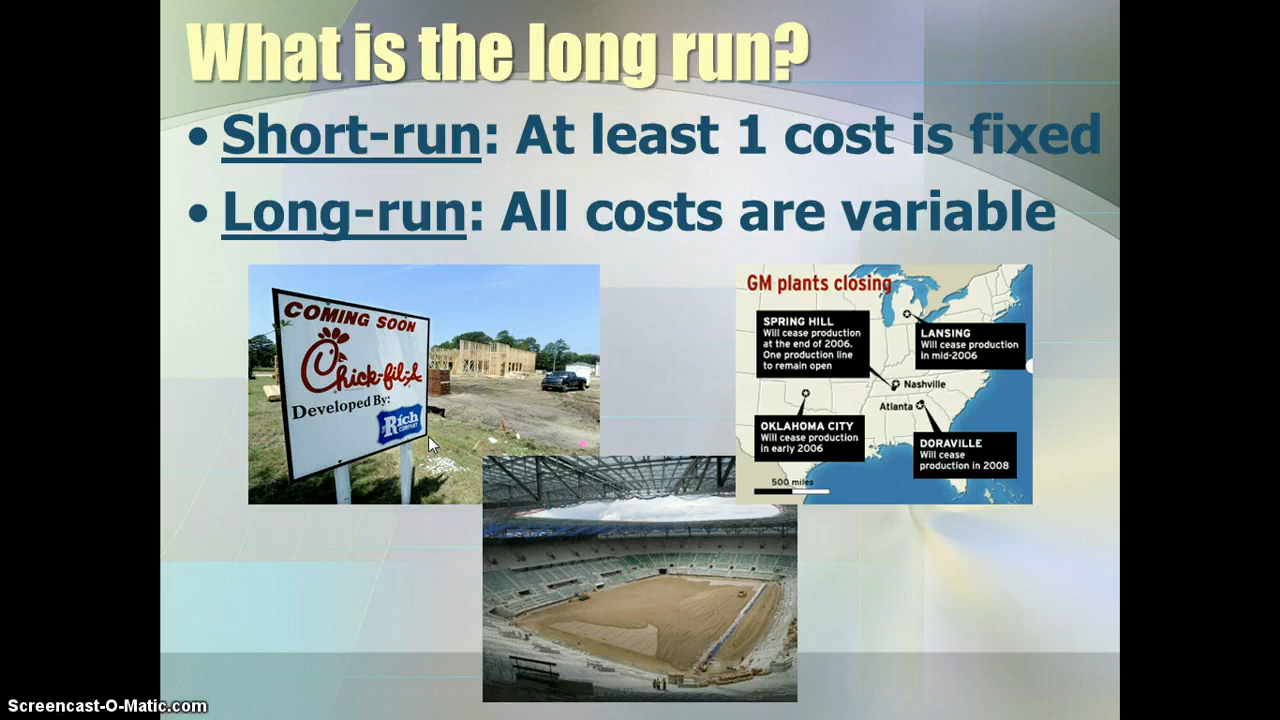 What is the long run?
• Short-run: At least 1 cost is fixed
• Long-run: All costs are variable
COMING SOON
Chick-fil-A
Developed By:
Rich
COMPANY
GM plants closing
SPRING HILL
Will cease production
at the end of 2006.
One production line
to remain open
LANSING
Will cease production
in mid-2006
Nashville
Atlanta
OKLAHOMA CITY
Will cease production
in early 2006
DORAVILLE
Will cease
production in 2008
500 miles
Screencast-O-Matic.com